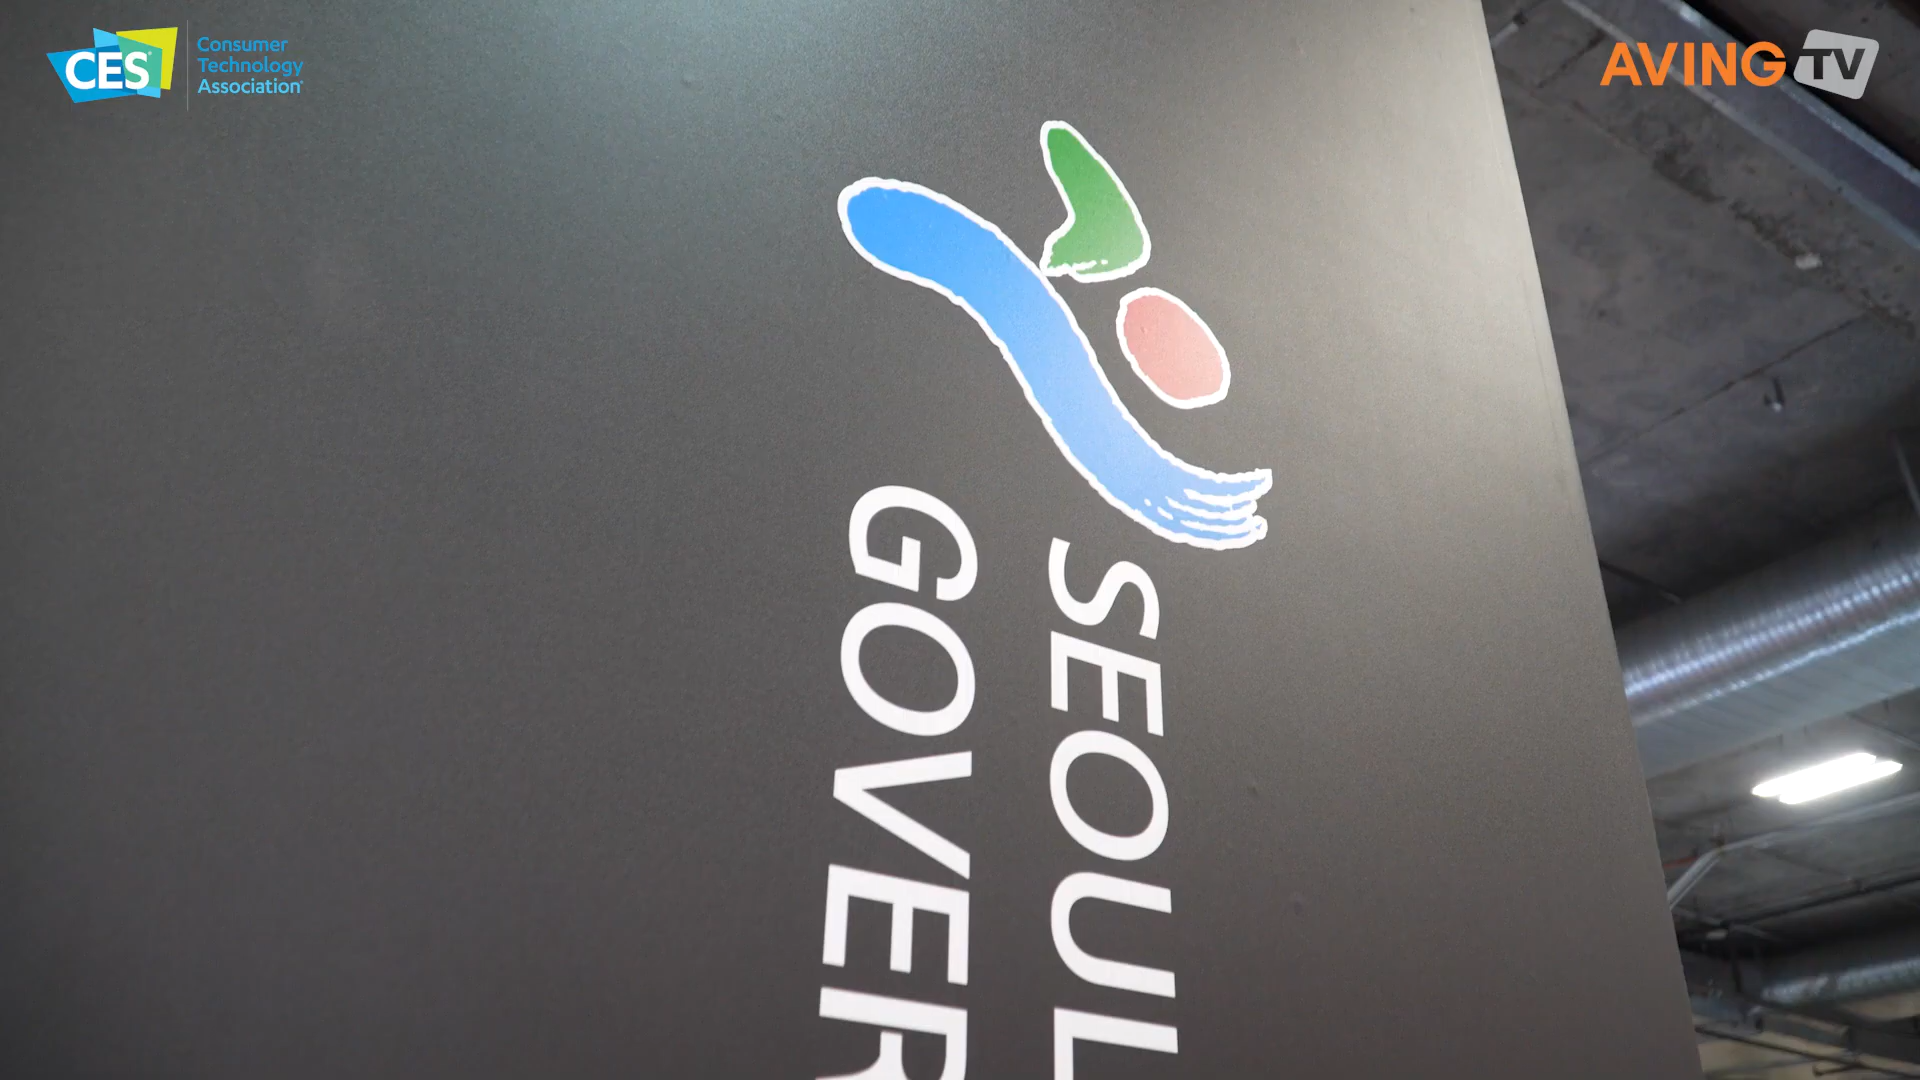 CES
Consumer
Technology
Association
AVING TV
SEOUL
GOVER